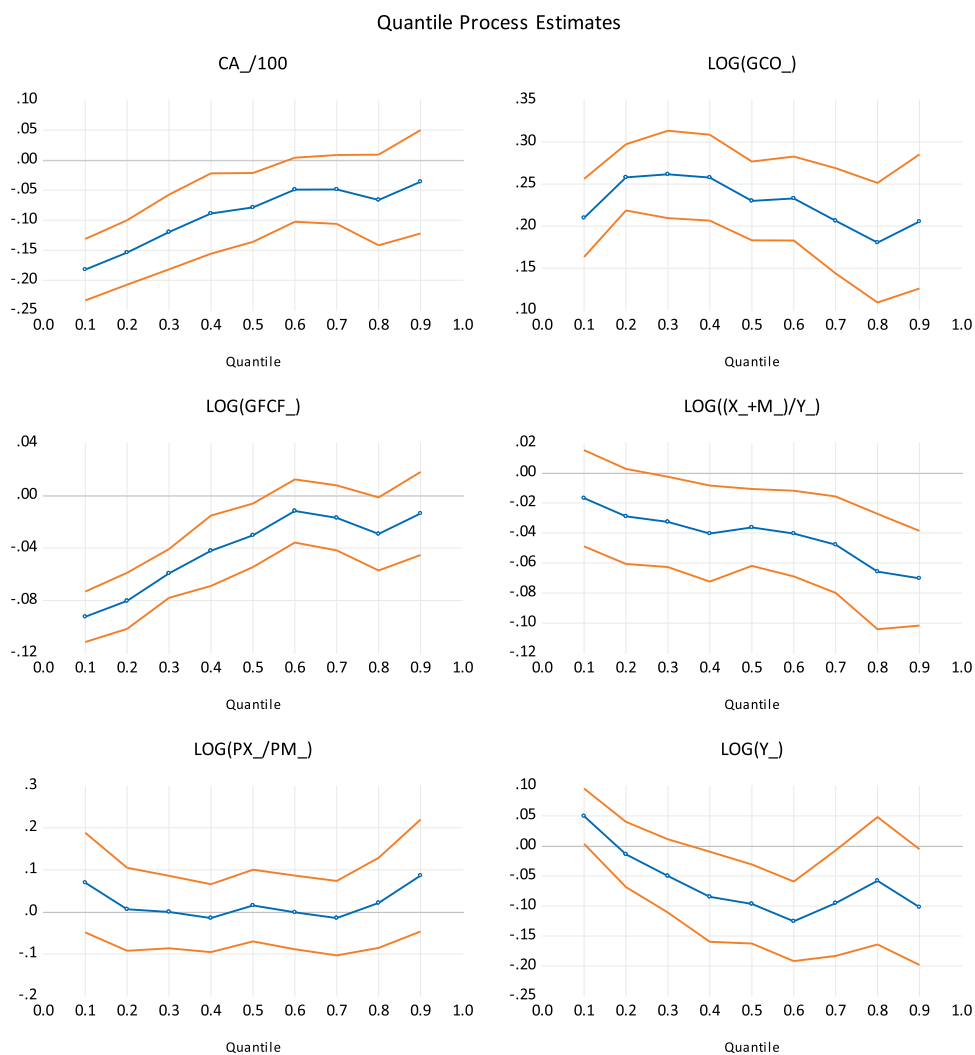 Quantile Process Estimates
CA_/100
.10
.05
.00
-.05
-.10
-.15
-.20
-.25
0.0 0.1 0.2 0.3 0.4 0.5 0.6 0.7 0.8 0.9 1.0
Quantile
LOG(GCO_)
.35
.30
.25
.20
.15
.10
0.0 0.1 0.2 0.3 0.4 0.5 0.6 0.7 0.8 0.9 1.0
Quantile
LOG(GFCF_)
.04
.00
-.04
-.08
-.12
0.0 0.1 0.2 0.3 0.4 0.5 0.6 0.7 0.8 0.9 1.0
Quantile
LOG((X_+M_)/Y_)
.02
.00
-.02
-.04
-.06
-.08
-.10
-.12
0.0 0.1 0.2 0.3 0.4 0.5 0.6 0.7 0.8 0.9 1.0
Quantile
LOG(PX_/PM_)
.3
.2
.1
.0
-.1
-.2
0.0 0.1 0.2 0.3 0.4 0.5 0.6 0.7 0.8 0.9 1.0
Quantile
LOG(Y_)
.10
.05
.00
-.05
-.10
-.15
-.20
-.25
0.0 0.1 0.2 0.3 0.4 0.5 0.6 0.7 0.8 0.9 1.0
Quantile